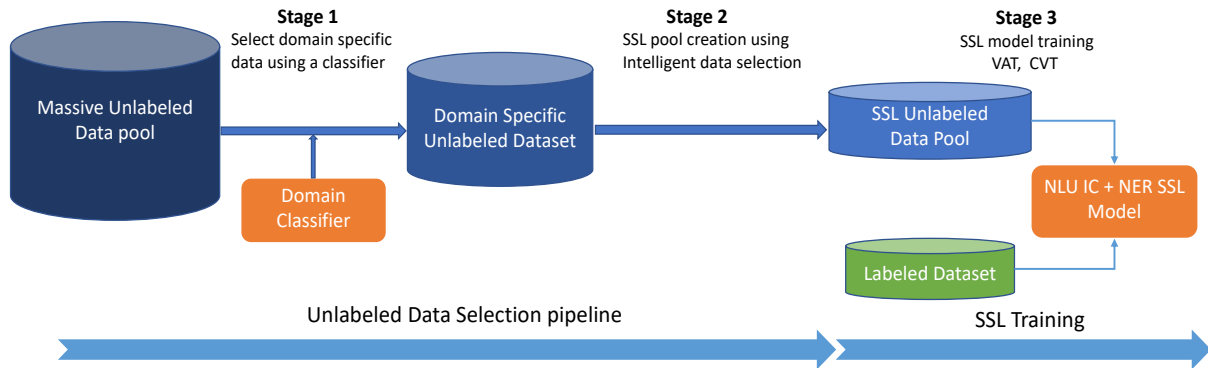 Stage 1
Select domain specific
data using a classifier
Stage 2
SSL pool creation using
Intelligent data selection
Stage 3
SSL model training
VAT,  CVT
Massive Unlabeled
Data pool
Domain Specific
Unlabeled Dataset
SSL Unlabeled
Data Pool
Domain
Classifier
NLU IC + NER SSL
Model
Labeled Dataset
Unlabeled Data Selection pipeline
SSL Training